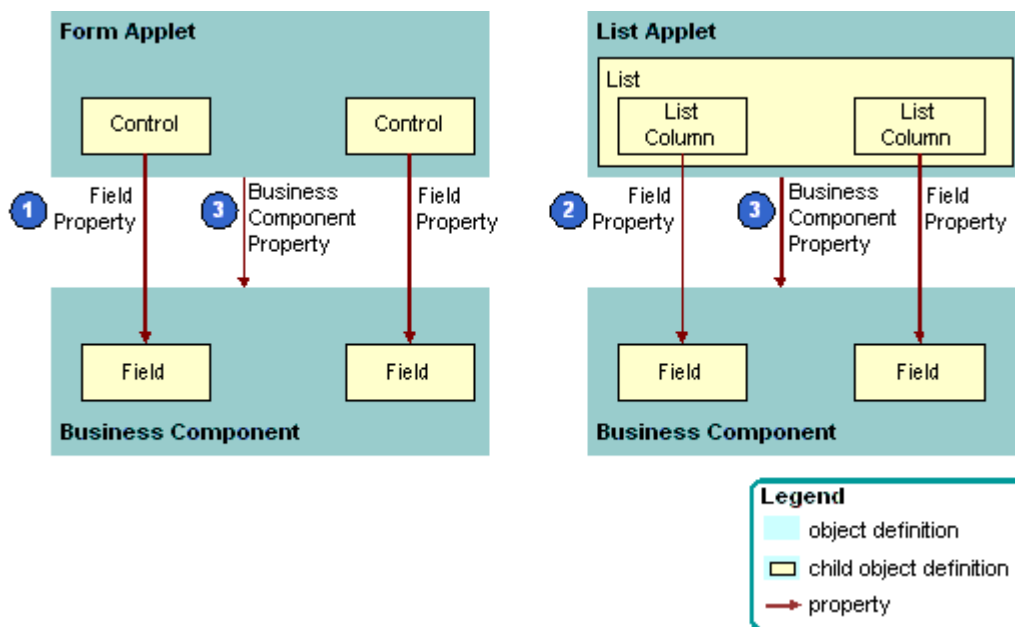 Form Applet
Control
Control
1
Field
Property
3
Business
Component
Property
Field
Property
Field
Field
Business Component
List Applet
List
List
Column
List
Column
2
Field
Property
3
Business
Component
Property
Field
Property
Field
Field
Business Component
Legend
object definition
child object definition
property